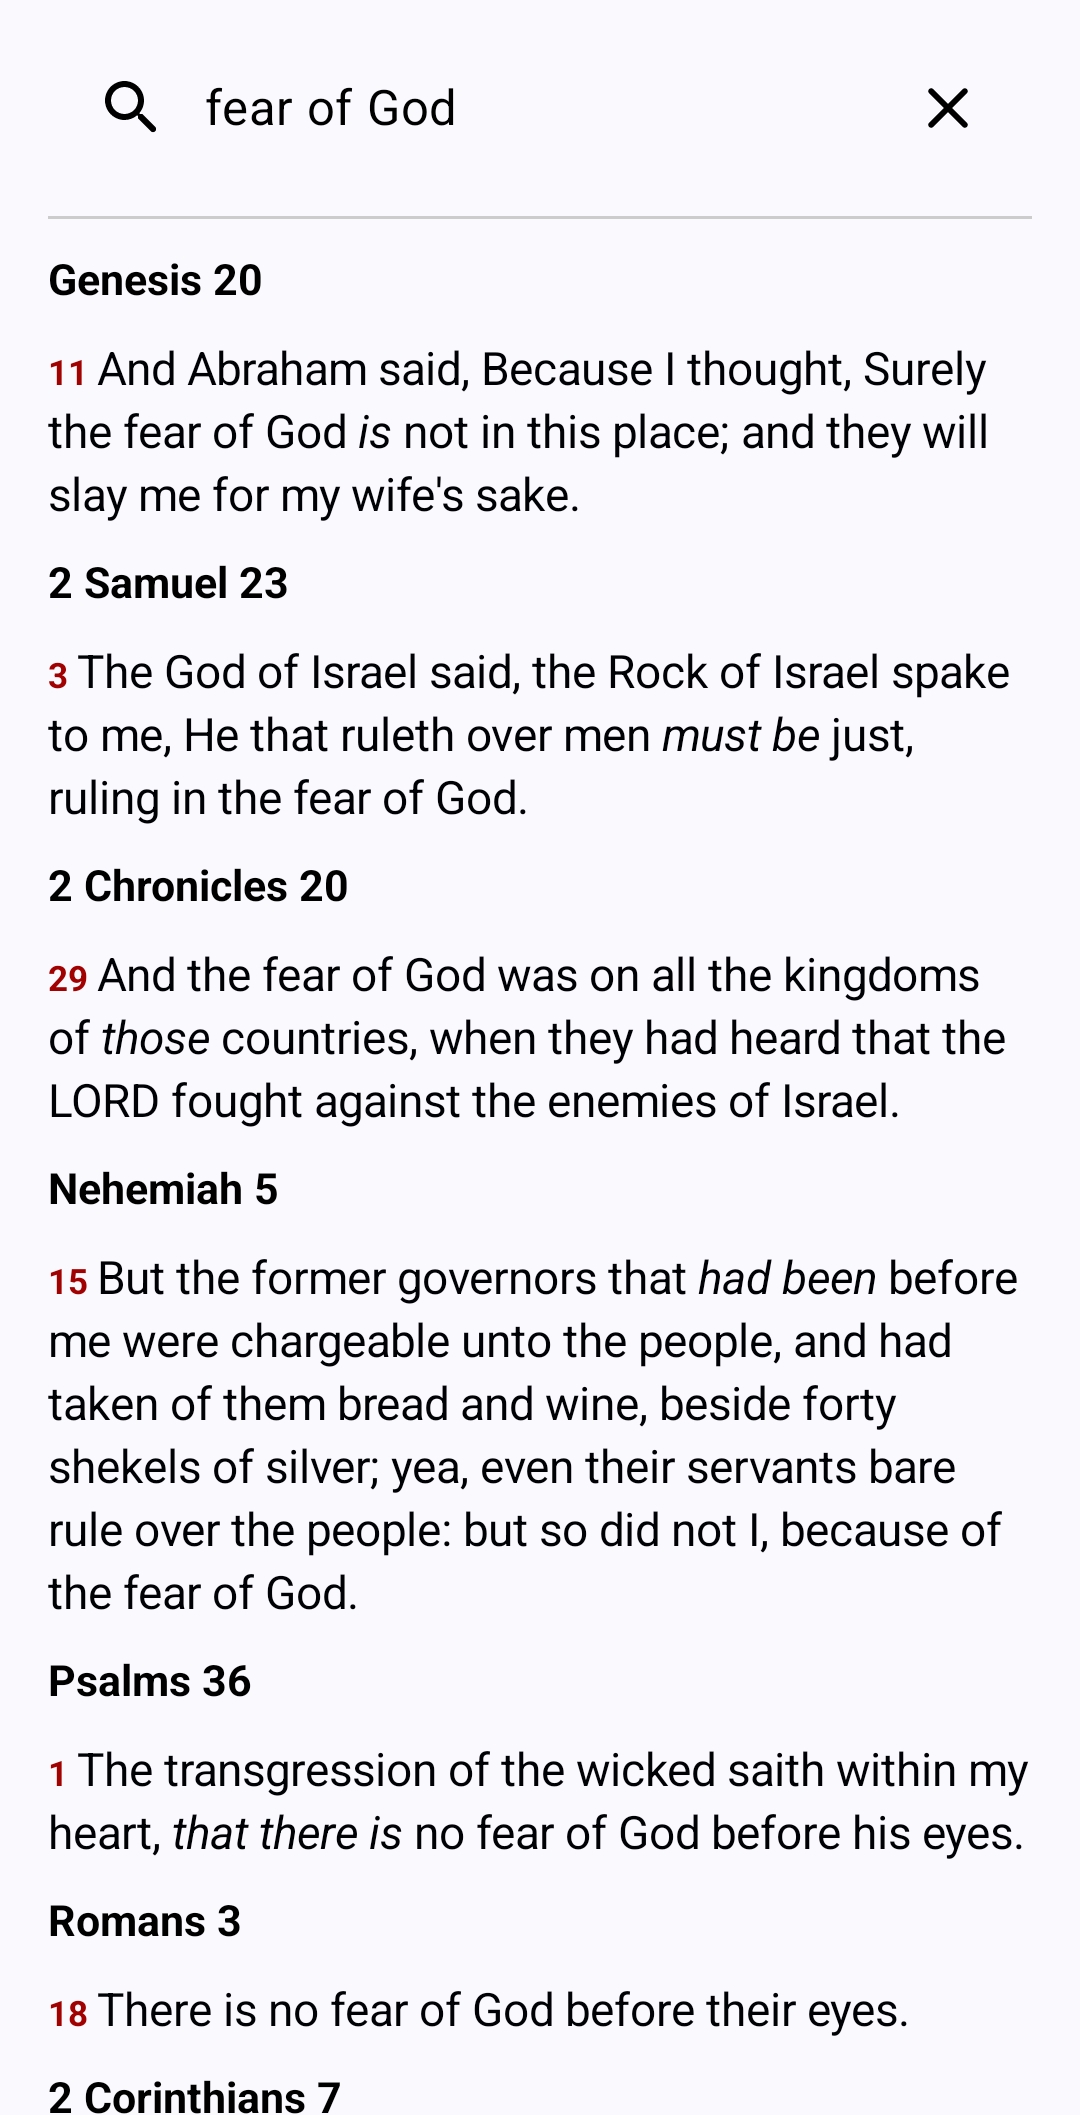 fear of God
Genesis 20
11 And Abraham said, Because I thought, Surely
the fear of God is not in this place; and they will
slay me for my wife's sake.
2 Samuel 23
3 The God of Israel said, the Rock of Israel spake
to me, He that ruleth over men must be just,
ruling in the fear of God.
2 Chronicles 20
29 And the fear of God was on all the kingdoms
of those countries, when they had heard that the
LORD fought against the enemies of Israel.
Nehemiah 5
15 But the former governors that had been before
me were chargeable unto the people, and had
taken of them bread and wine, beside forty
shekels of silver; yea, even their servants bare
rule over the people: but so did not I, because of
the fear of God.
Psalms 36
1 The transgression of the wicked saith within my
heart, that there is no fear of God before his eyes.
Romans 3
18 There is no fear of God before their eyes.
2 Corinthians 7